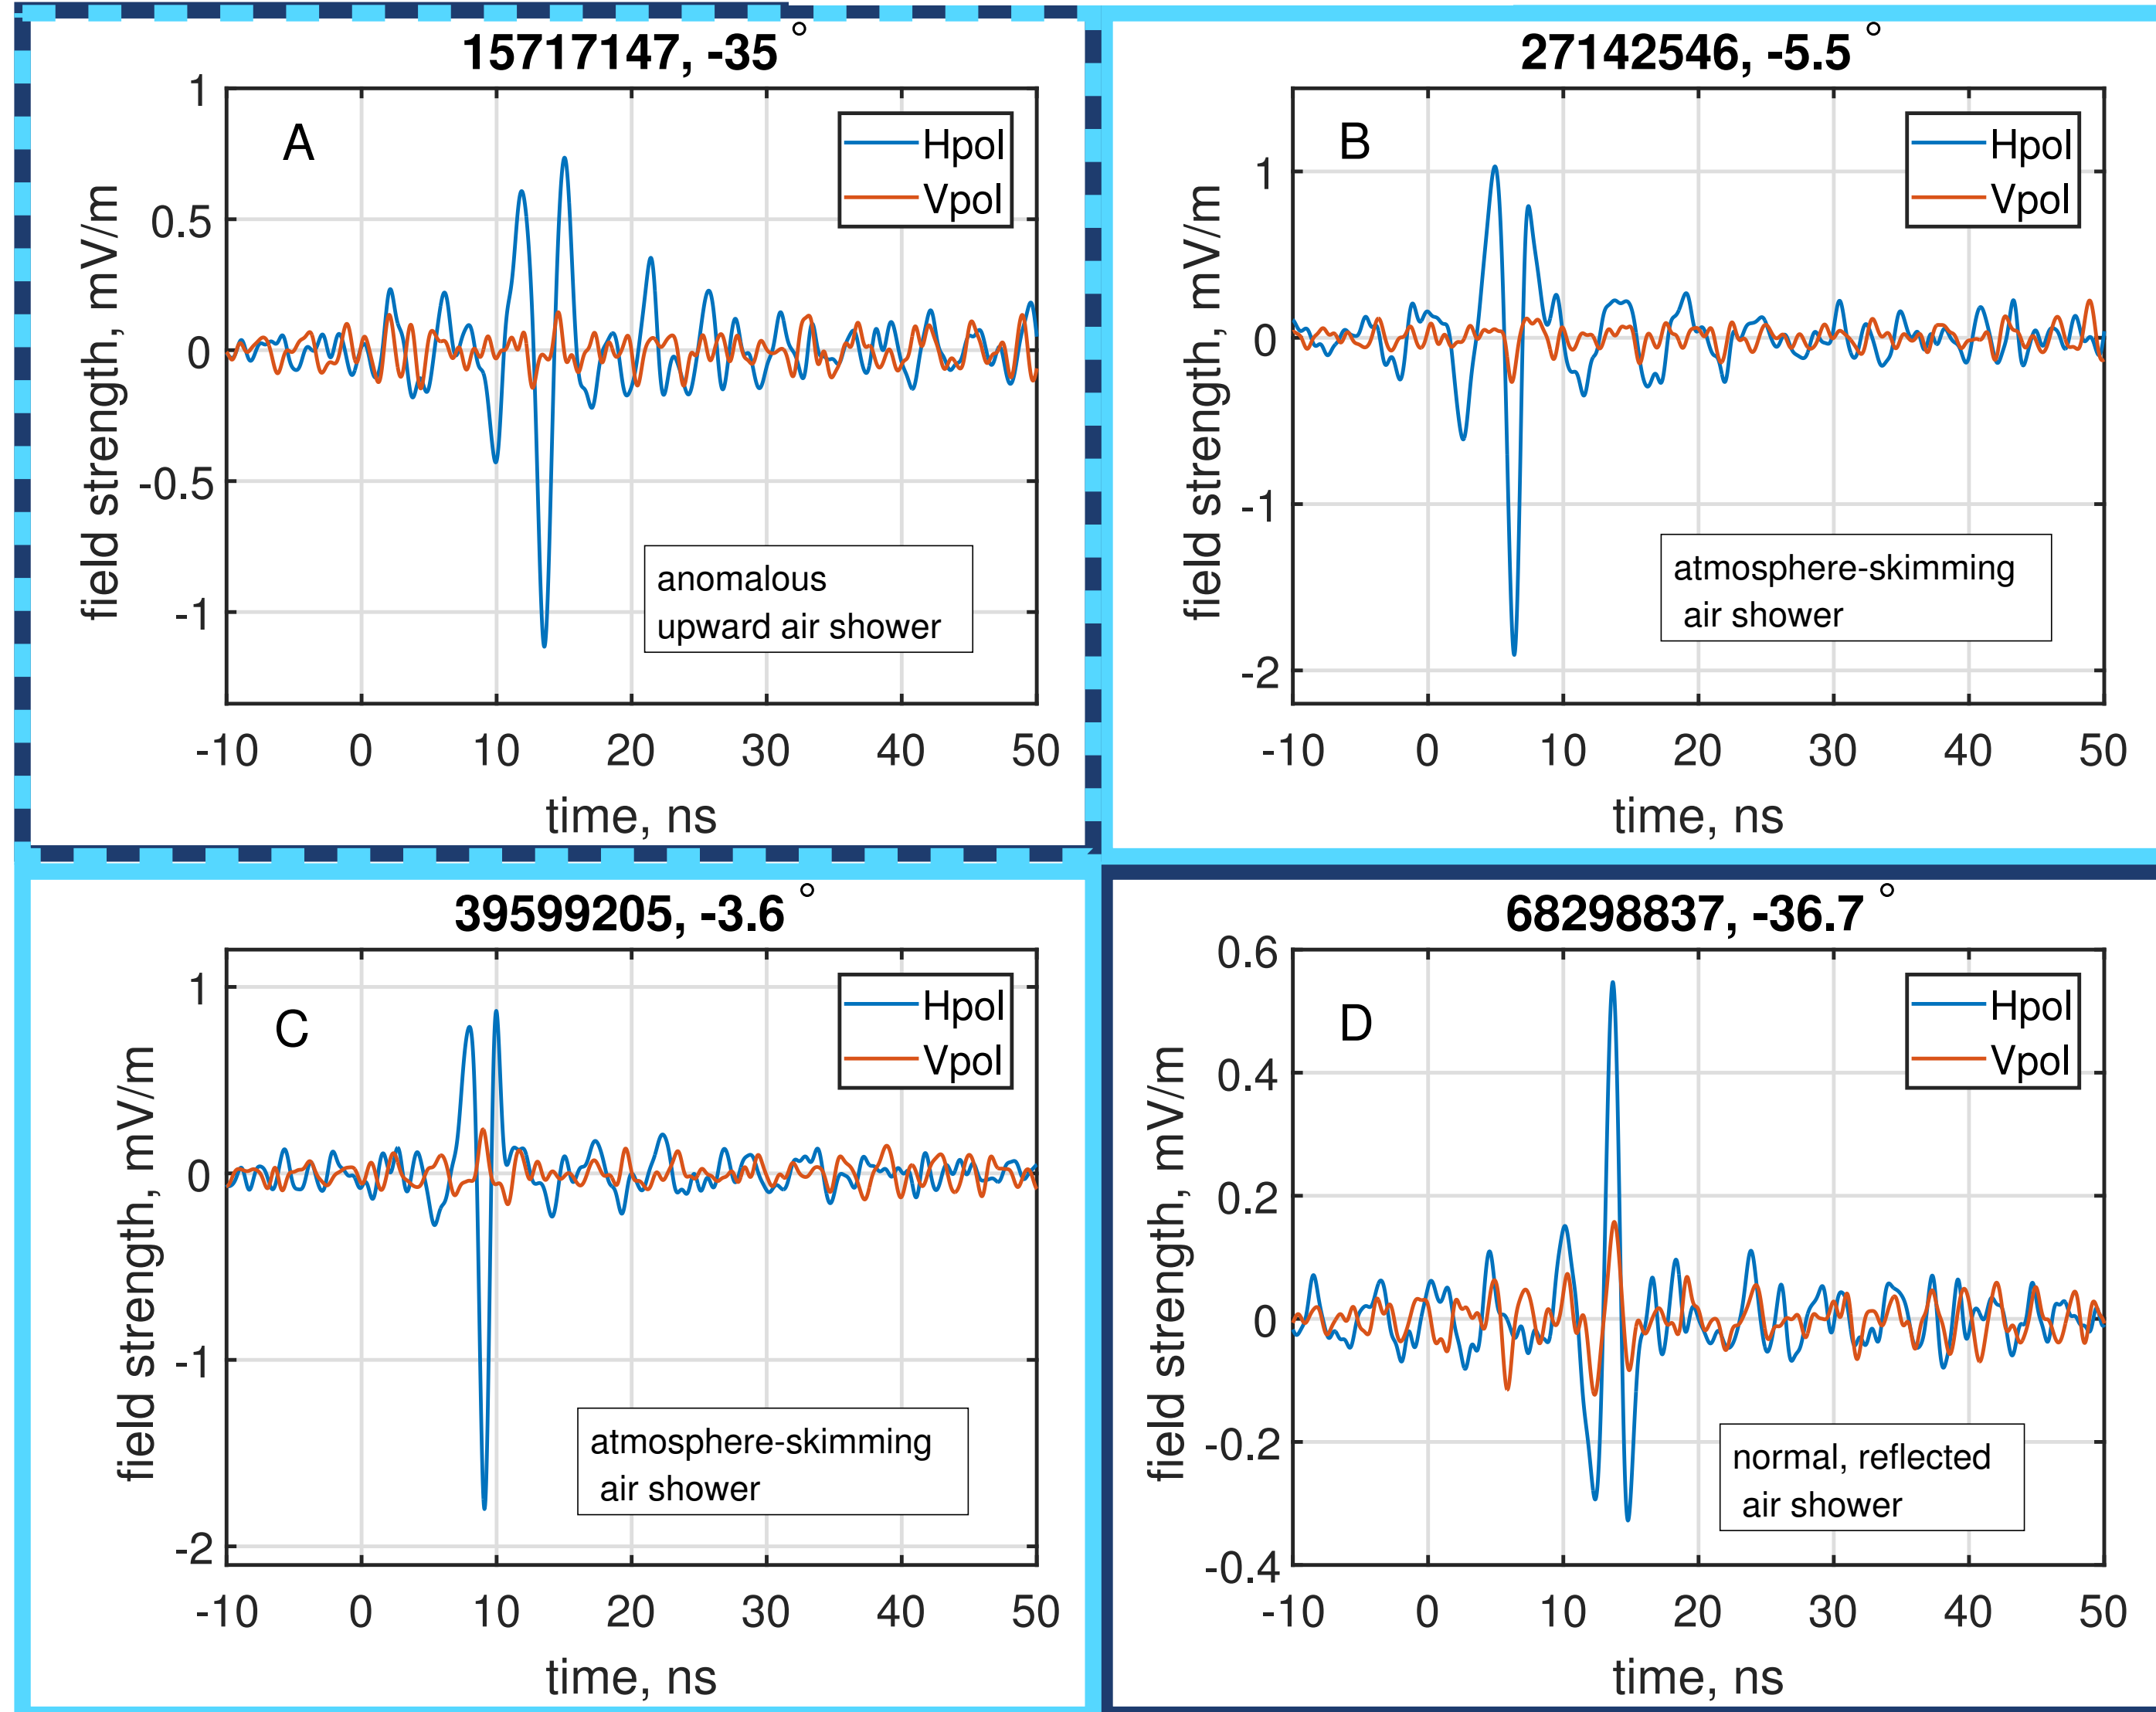 15717147, -35°
A
Hpol
Vpol
1
0.5
0
-0.5
-1
field strength, mV/m
anomalous
upward air shower
-10 0 10 20 30 40 50
time, ns
27142546, -5.5°
B
Hpol
Vpol
1
0
-1
-2
field strength, mV/m
atmosphere-skimming
air shower
-10 0 10 20 30 40 50
time, ns
39599205, -3.6°
C
Hpol
Vpol
1
0
-1
-2
field strength, mV/m
atmosphere-skimming
air shower
-10 0 10 20 30 40 50
time, ns
68298837, -36.7°
D
Hpol
Vpol
0.6
0.4
0.2
0
-0.2
-0.4
field strength, mV/m
normal, reflected
air shower
-10 0 10 20 30 40 50
time, ns